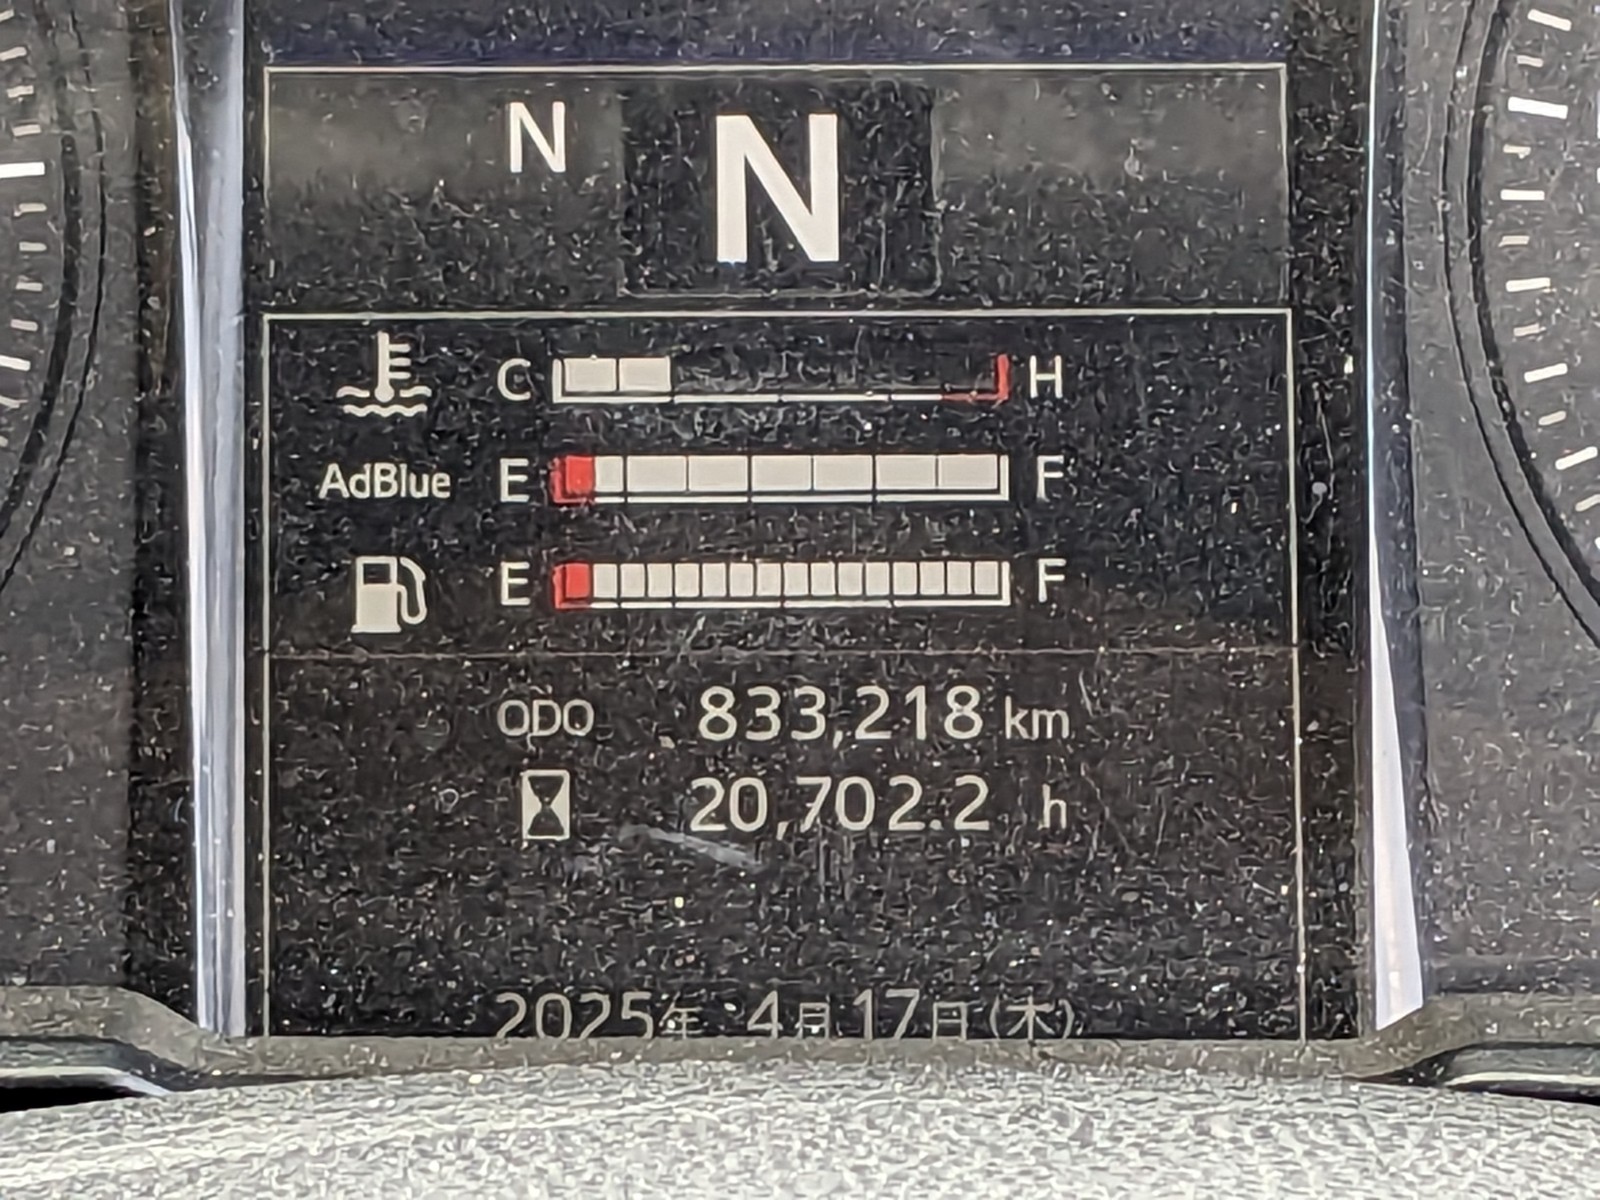 N N
C H
AdBlue E F
E F
ODO 833,218 km
20,702.2 h
2025年 4月17日(木)